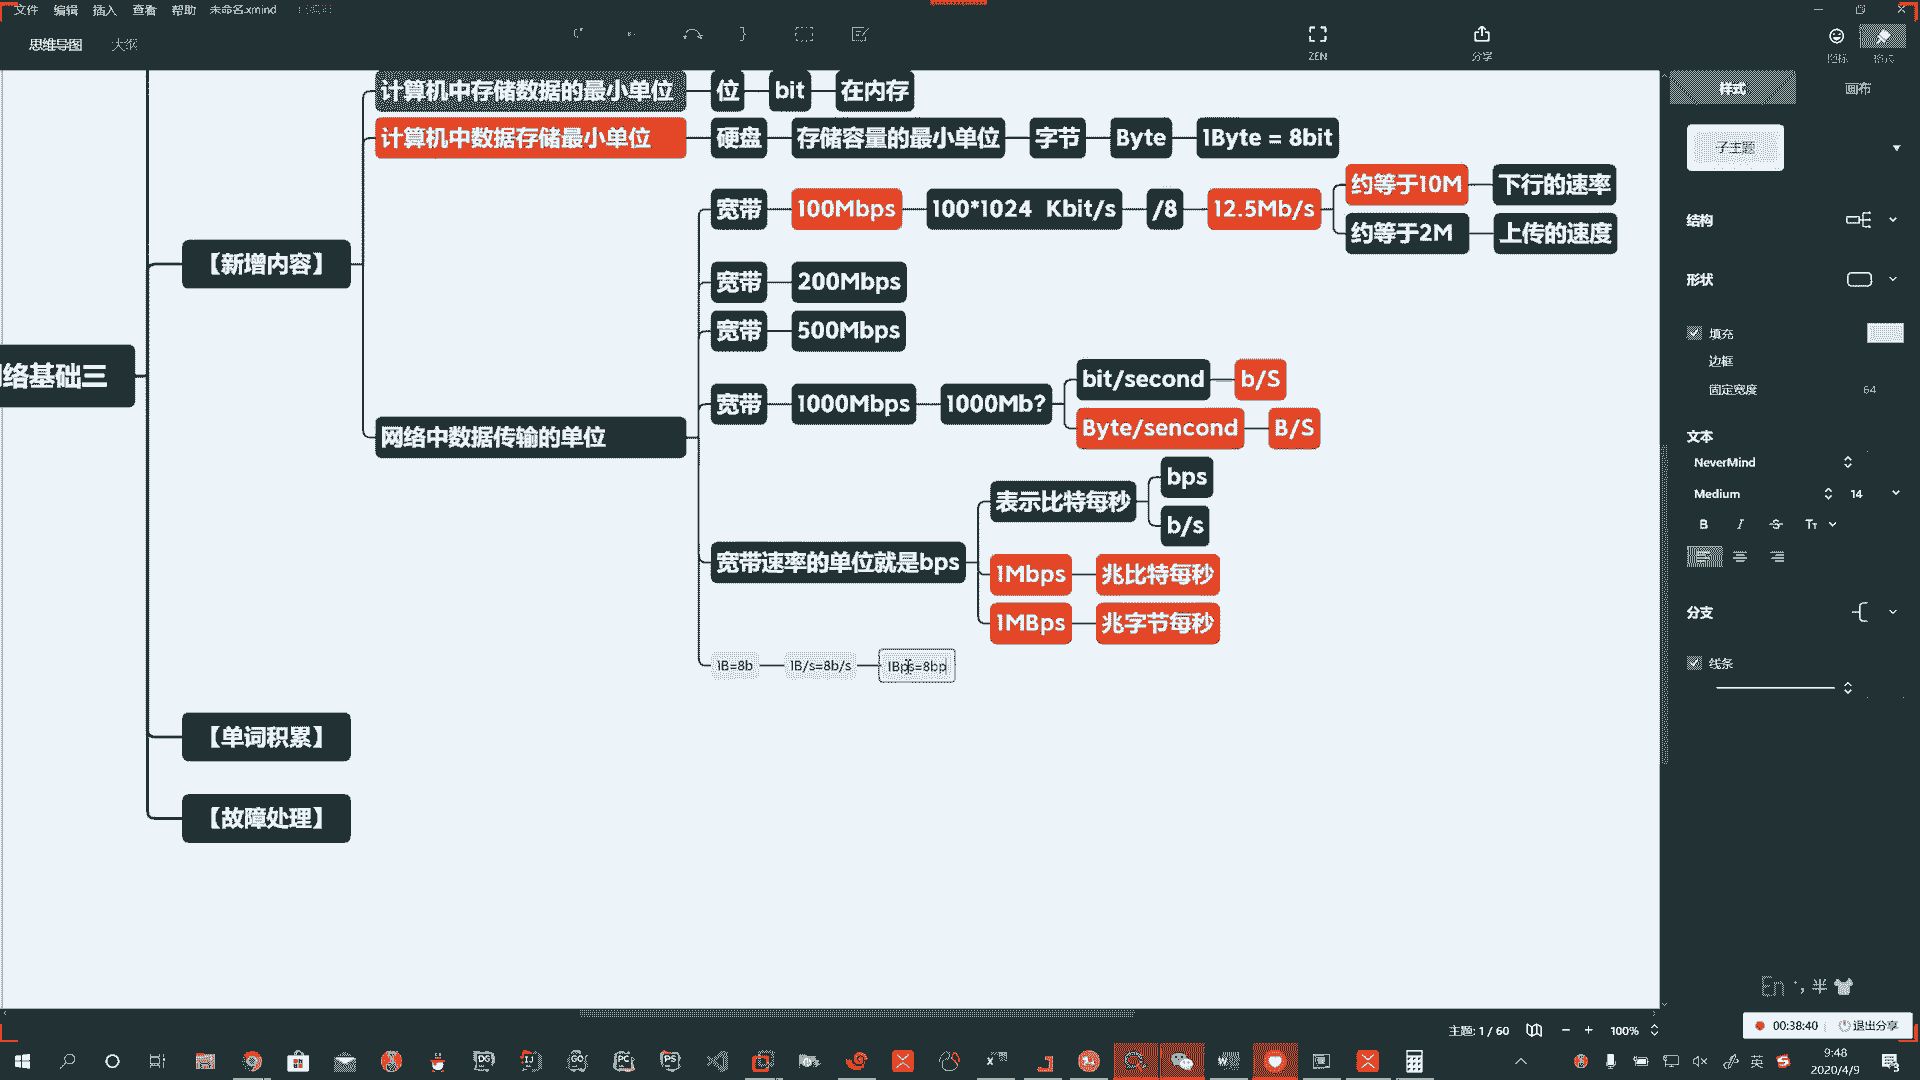 文件 编辑 插入 查看 帮助 未命名.xmind
思维导图 大纲
ZEN
分享
图标
格式
计算机中存储数据的最小单位 位 bit 在内存
计算机中数据存储最小单位 硬盘 存储容量的最小单位 字节 Byte 1Byte = 8bit
宽带 100Mbps 100*1024 Kbit/s /8 12.5Mb/s
约等于10M 下行的速率
约等于2M 上传的速度
【新增内容】
宽带 200Mbps
宽带 500Mbps
络基础三
宽带 1000Mbps 1000Mb?
bit/second b/S
Byte/sencond B/S
网络中数据传输的单位
表示比特每秒
bps
b/s
宽带速率的单位就是bps
1Mbps 兆比特每秒
1MBps 兆字节每秒
1B=8b 1B/s=8b/s 1Bps=8bp
【单词积累】
【故障处理】
样式 画布
子主题
结构
形状
填充
边框
固定宽度 64
文本
NeverMind
Medium 14
B I S Tт
分支
线条
En 半
主题: 1 / 60 100%
00:38:40 退出分享
DG IJ GO PC PS
英
9:48
2020/4/9
3